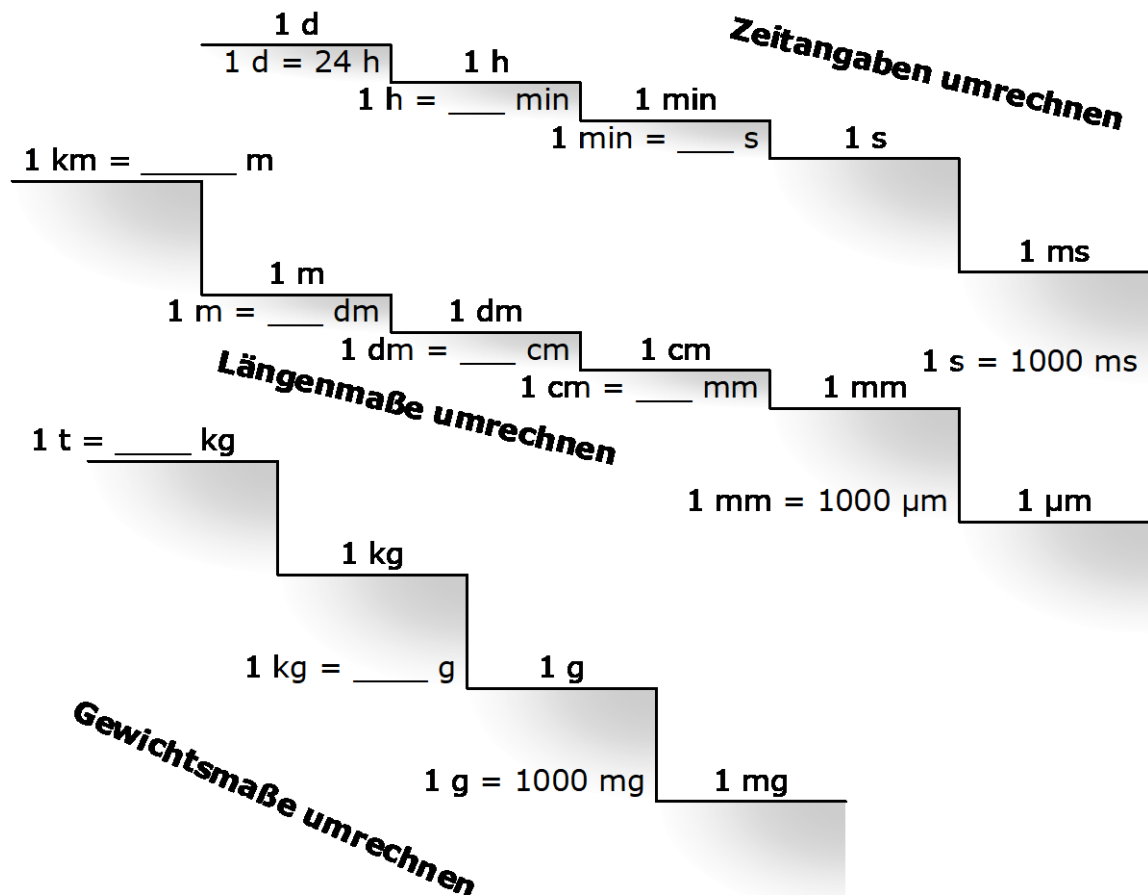 Zeitangaben umrechnen
1 d
1 d = 24 h
1 h
1 h = ___ min
1 min
1 min = ___ s
1 s
1 ms
1 s = 1000 ms
1 km = _____ m
1 m
1 m = ___ dm
1 dm
1 dm = ___ cm
1 cm
1 cm = ___ mm
1 mm
1 mm = 1000 µm
1 µm
Längenmaße umrechnen
1 t = ____ kg
1 kg
1 kg = ____ g
1 g
1 g = 1000 mg
1 mg
Gewichtsmaße umrechnen